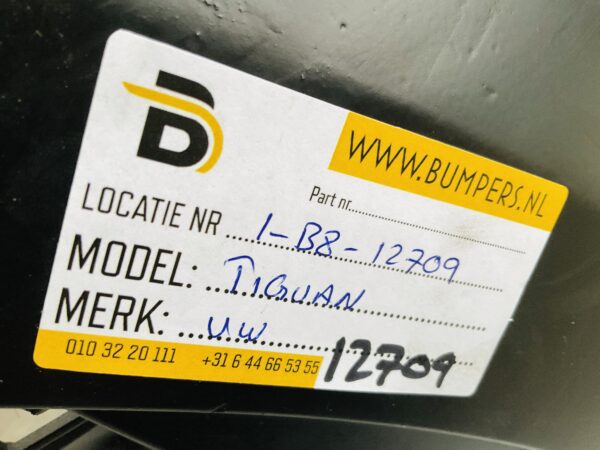 B
WWW.BUMPERS.NL
Part nr.
LOCATIE NR 1-B8-12709
MODEL: TIGUAN
MERK: VW
010 32 20 111 +31 6 44 66 53 55 12709